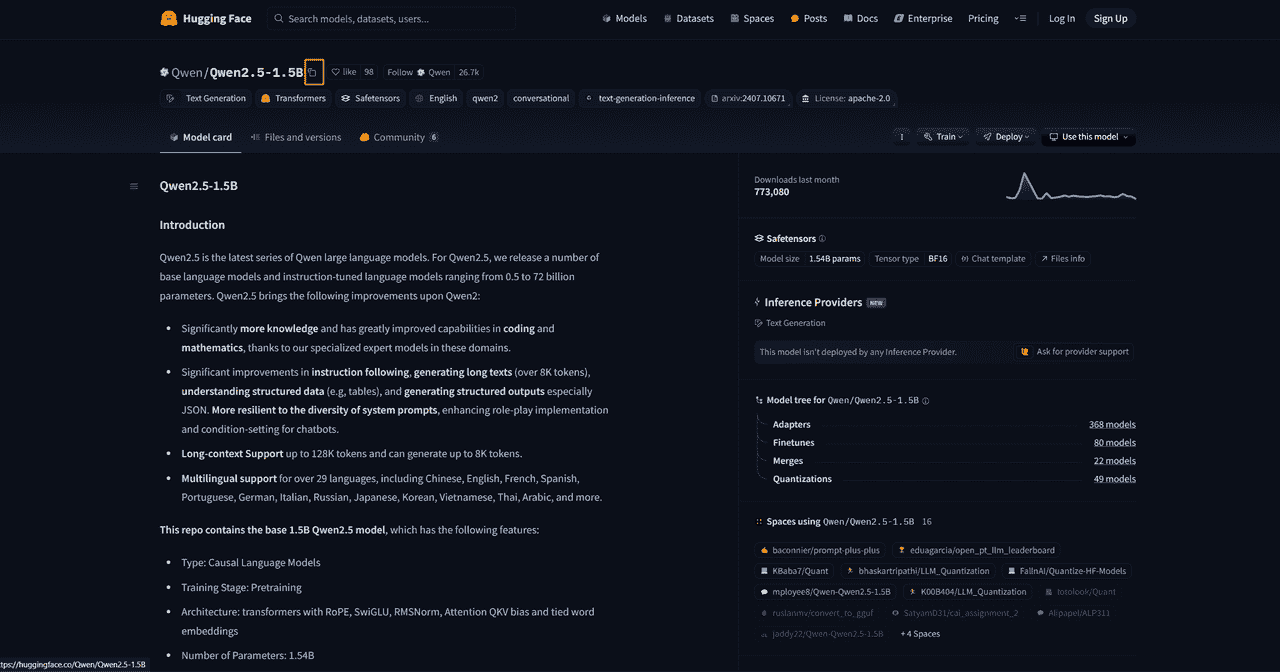 Hugging Face
Search models, datasets, users...
Models
Datasets
Spaces
Posts
Docs
Enterprise
Pricing
Log In
Sign Up
Qwen/Qwen2.5-1.5B
like 98
Follow Qwen 26.7k
Text Generation
Transformers
Safetensors
English
qwen2
conversational
text-generation-inference
arxiv:2407.10671
License: apache-2.0
Model card
Files and versions
Community 6
Train
Deploy
Use this model
Qwen2.5-1.5B
Introduction
Qwen2.5 is the latest series of Qwen large language models. For Qwen2.5, we release a number of
base language models and instruction-tuned language models ranging from 0.5 to 72 billion
parameters. Qwen2.5 brings the following improvements upon Qwen2:
• Significantly more knowledge and has greatly improved capabilities in coding and
mathematics, thanks to our specialized expert models in these domains.
• Significant improvements in instruction following, generating long texts (over 8K tokens),
understanding structured data (e.g, tables), and generating structured outputs especially
JSON. More resilient to the diversity of system prompts, enhancing role-play implementation
and condition-setting for chatbots.
• Long-context Support up to 128K tokens and can generate up to 8K tokens.
• Multilingual support for over 29 languages, including Chinese, English, French, Spanish,
Portuguese, German, Italian, Russian, Japanese, Korean, Vietnamese, Thai, Arabic, and more.
This repo contains the base 1.5B Qwen2.5 model, which has the following features:
• Type: Causal Language Models
• Training Stage: Pretraining
• Architecture: transformers with RoPE, SwiGLU, RMSNorm, Attention QKV bias and tied word
embeddings
• Number of Parameters: 1.54B
Downloads last month
773,080
Safetensors
Model size 1.54B params
Tensor type BF16
Chat template
Files info
Inference Providers NEW
Text Generation
This model isn't deployed by any Inference Provider.
Ask for provider support
Model tree for Qwen/Qwen2.5-1.5B
Adapters 368 models
Finetunes 80 models
Merges 22 models
Quantizations 49 models
Spaces using Qwen/Qwen2.5-1.5B 16
baconnier/prompt-plus-plus
eduagarcia/open_pt_llm_leaderboard
KBaba7/Quant
bhaskartripathi/LLM_Quantization
FallnAI/Quantize-HF-Models
mployee8/Qwen-Qwen2.5-1.5B
K00B404/LLM_Quantization
totolook/Quant
ruslanmv/convert_to_gguf
SatyamD31/cai_assignment_2
Alipapel/ALP311
jaddy22/Qwen-Qwen2.5-1.5B
+ 4 Spaces
ttps://huggingface.co/Qwen/Qwen2.5-1.5B